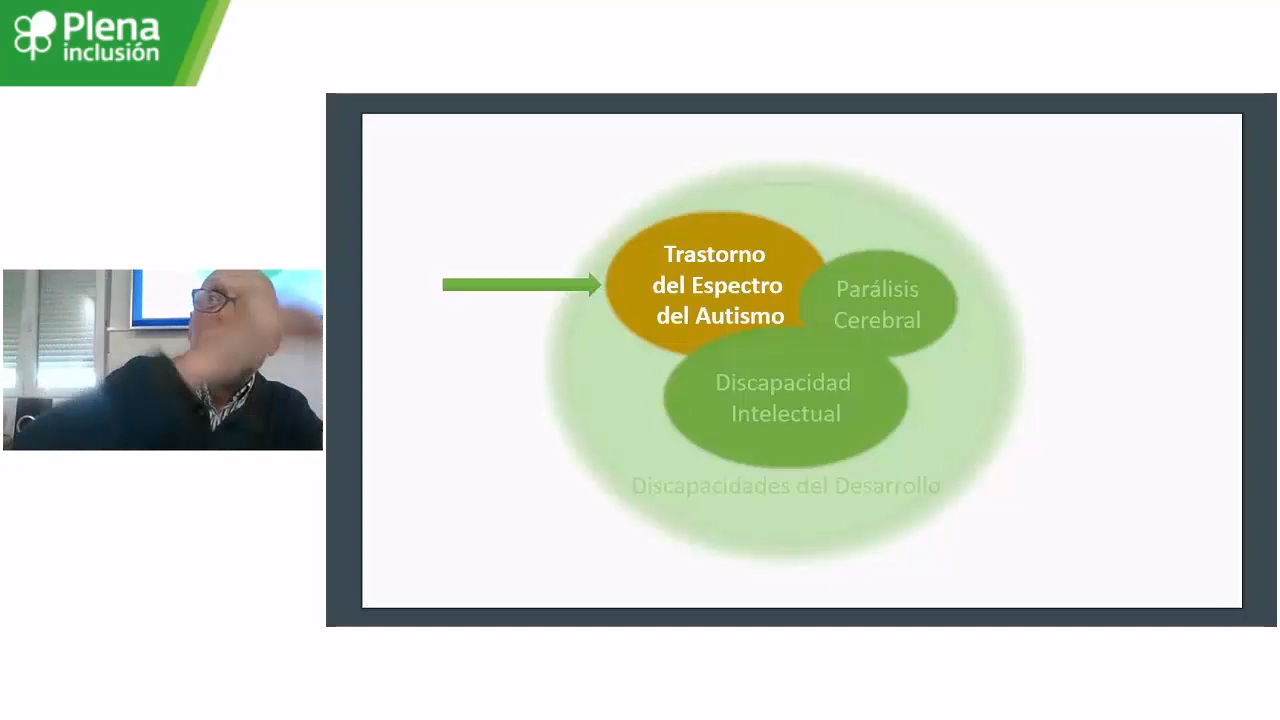 Plena
inclusión
Trastorno
del Espectro
del Autismo
Parálisis
Cerebral
Discapacidad
Intelectual
Discapacidades del Desarrollo